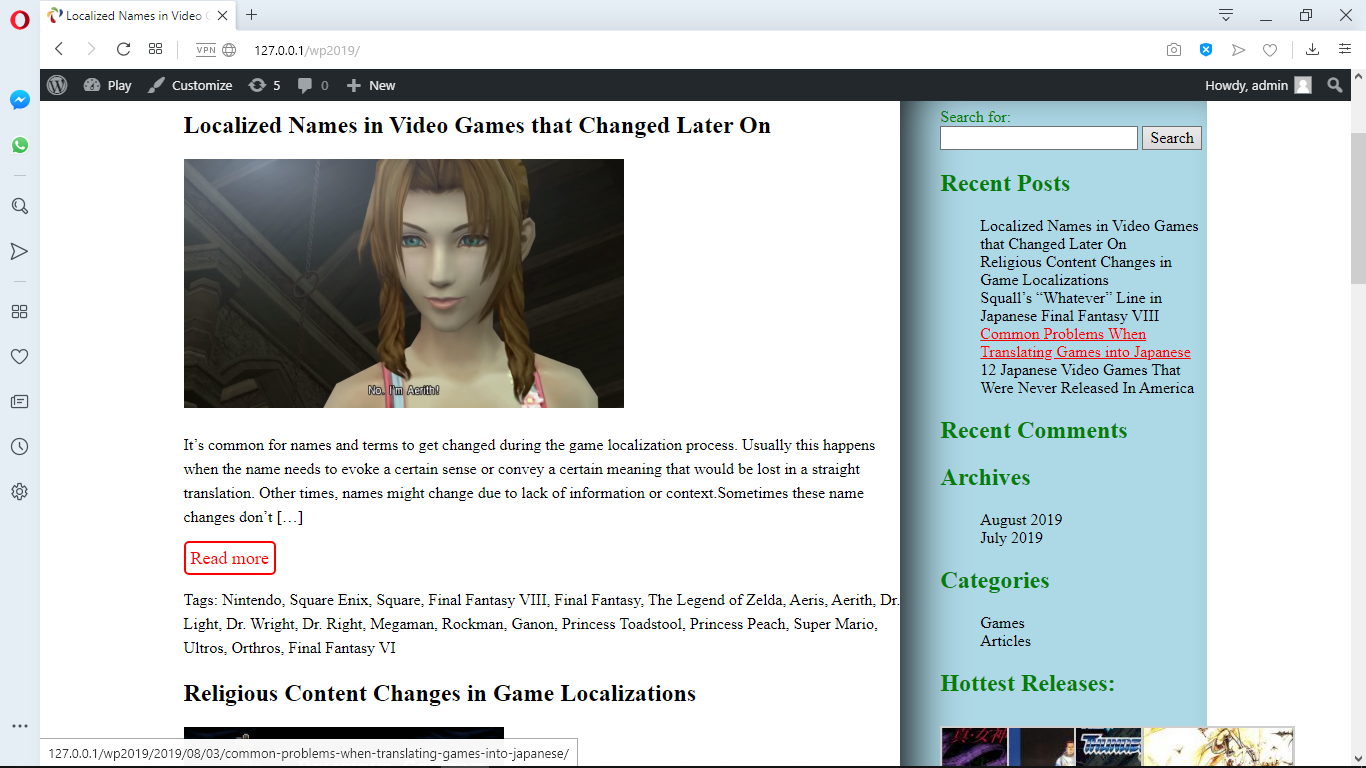 Localized Names in Video G
VPN
127.0.0.1/wp2019/
Play
Customize
5
0
New
Howdy, admin
Localized Names in Video Games that Changed Later On
No. I'm Aerith!
It’s common for names and terms to get changed during the game localization process. Usually this happens
when the name needs to evoke a certain sense or convey a certain meaning that would be lost in a straight
translation. Other times, names might change due to lack of information or context.Sometimes these name
changes don’t […]
Read more
Tags: Nintendo, Square Enix, Square, Final Fantasy VIII, Final Fantasy, The Legend of Zelda, Aeris, Aerith, Dr.
Light, Dr. Wright, Dr. Right, Megaman, Rockman, Ganon, Princess Toadstool, Princess Peach, Super Mario,
Ultros, Orthros, Final Fantasy VI
Religious Content Changes in Game Localizations
Search for:
Search
Recent Posts
Localized Names in Video Games
that Changed Later On
Religious Content Changes in
Game Localizations
Squall’s “Whatever” Line in
Japanese Final Fantasy VIII
Common Problems When
Translating Games into Japanese
12 Japanese Video Games That
Were Never Released In America
Recent Comments
Archives
August 2019
July 2019
Categories
Games
Articles
Hottest Releases:
真・女神
THUNDER
127.0.0.1/wp2019/2019/08/03/common-problems-when-translating-games-into-japanese/